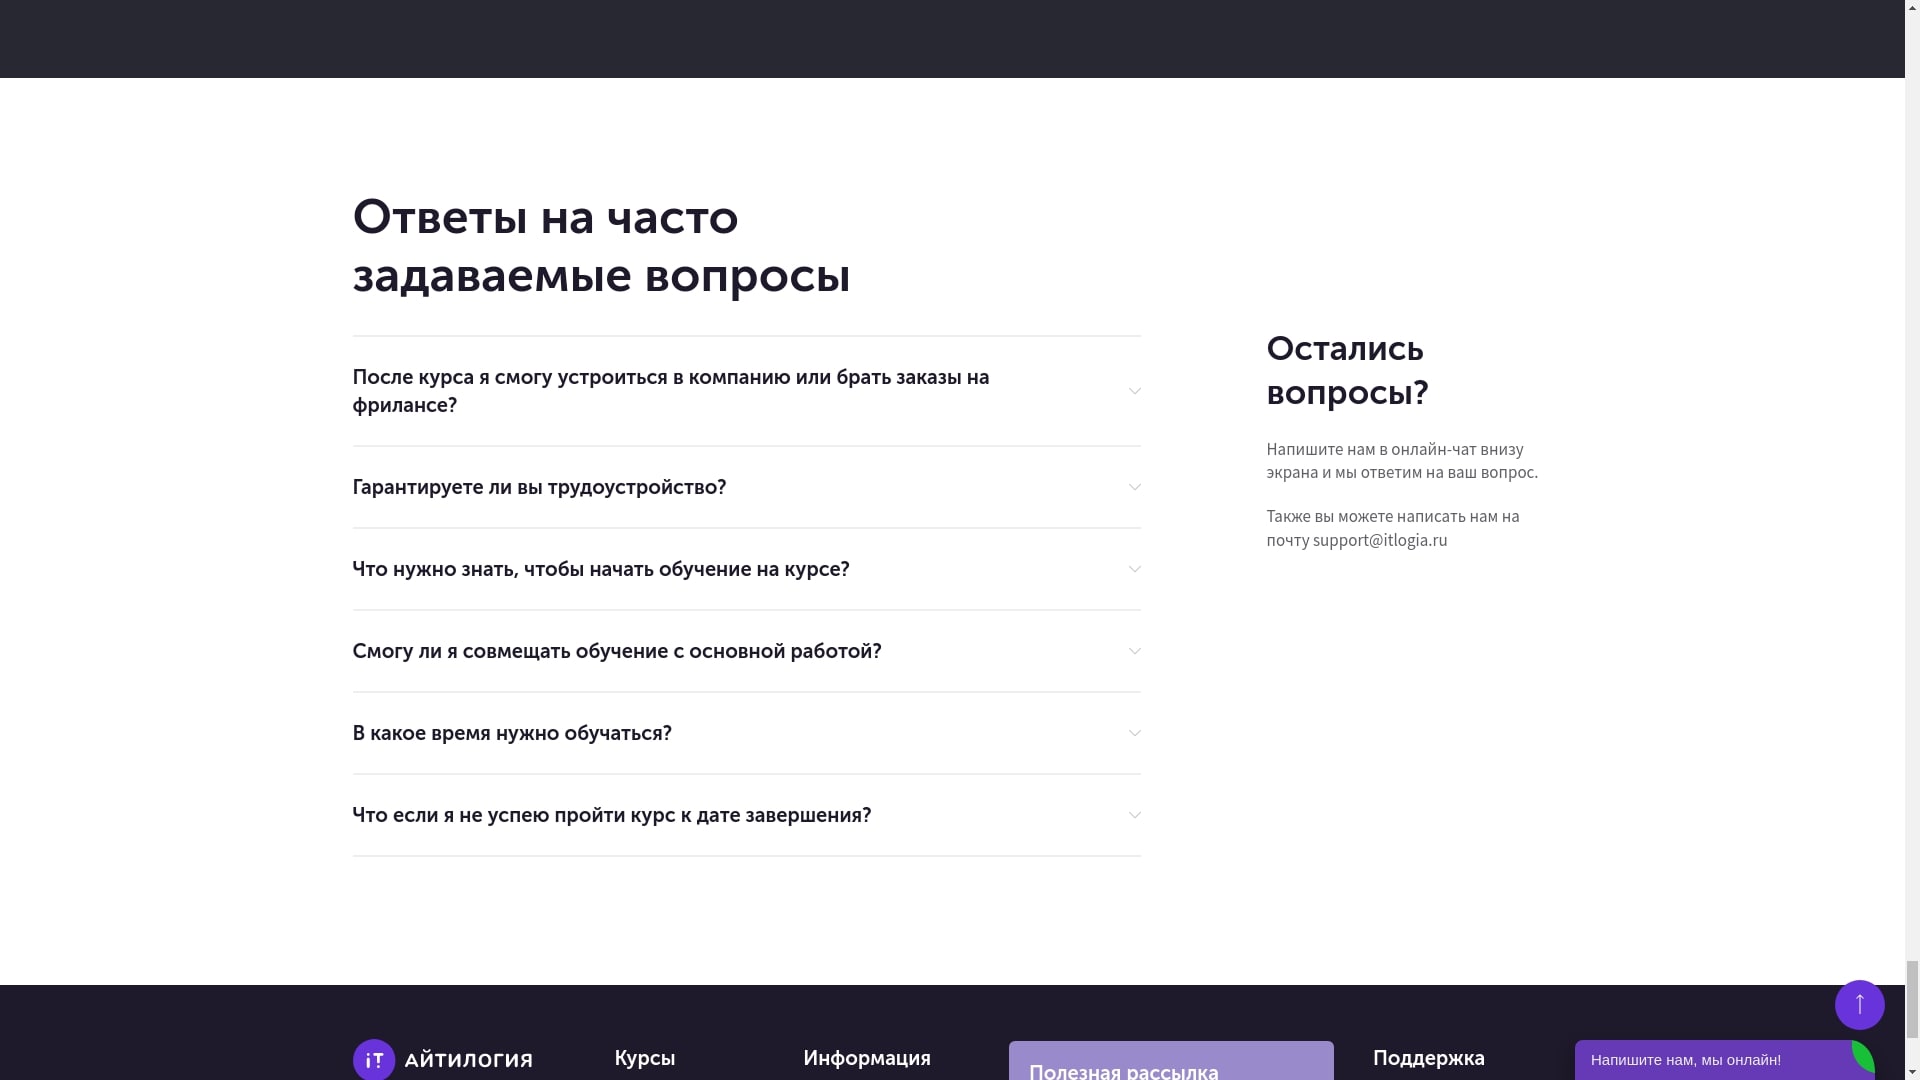 Ответы на часто
задаваемые вопросы
После курса я смогу устроиться в компанию или брать заказы на
фрилансе?
Гарантируете ли вы трудоустройство?
Что нужно знать, чтобы начать обучение на курсе?
Смогу ли я совмещать обучение с основной работой?
В какое время нужно обучаться?
Что если я не успею пройти курс к дате завершения?
Остались
вопросы?
Напишите нам в онлайн-чат внизу
экрана и мы ответим на ваш вопрос.
Также вы можете написать нам на
почту support@itlogia.ru
iT АЙТИЛОГИЯ
Курсы
Информация
Полезная рассылка
Поддержка
Напишите нам, мы онлайн!